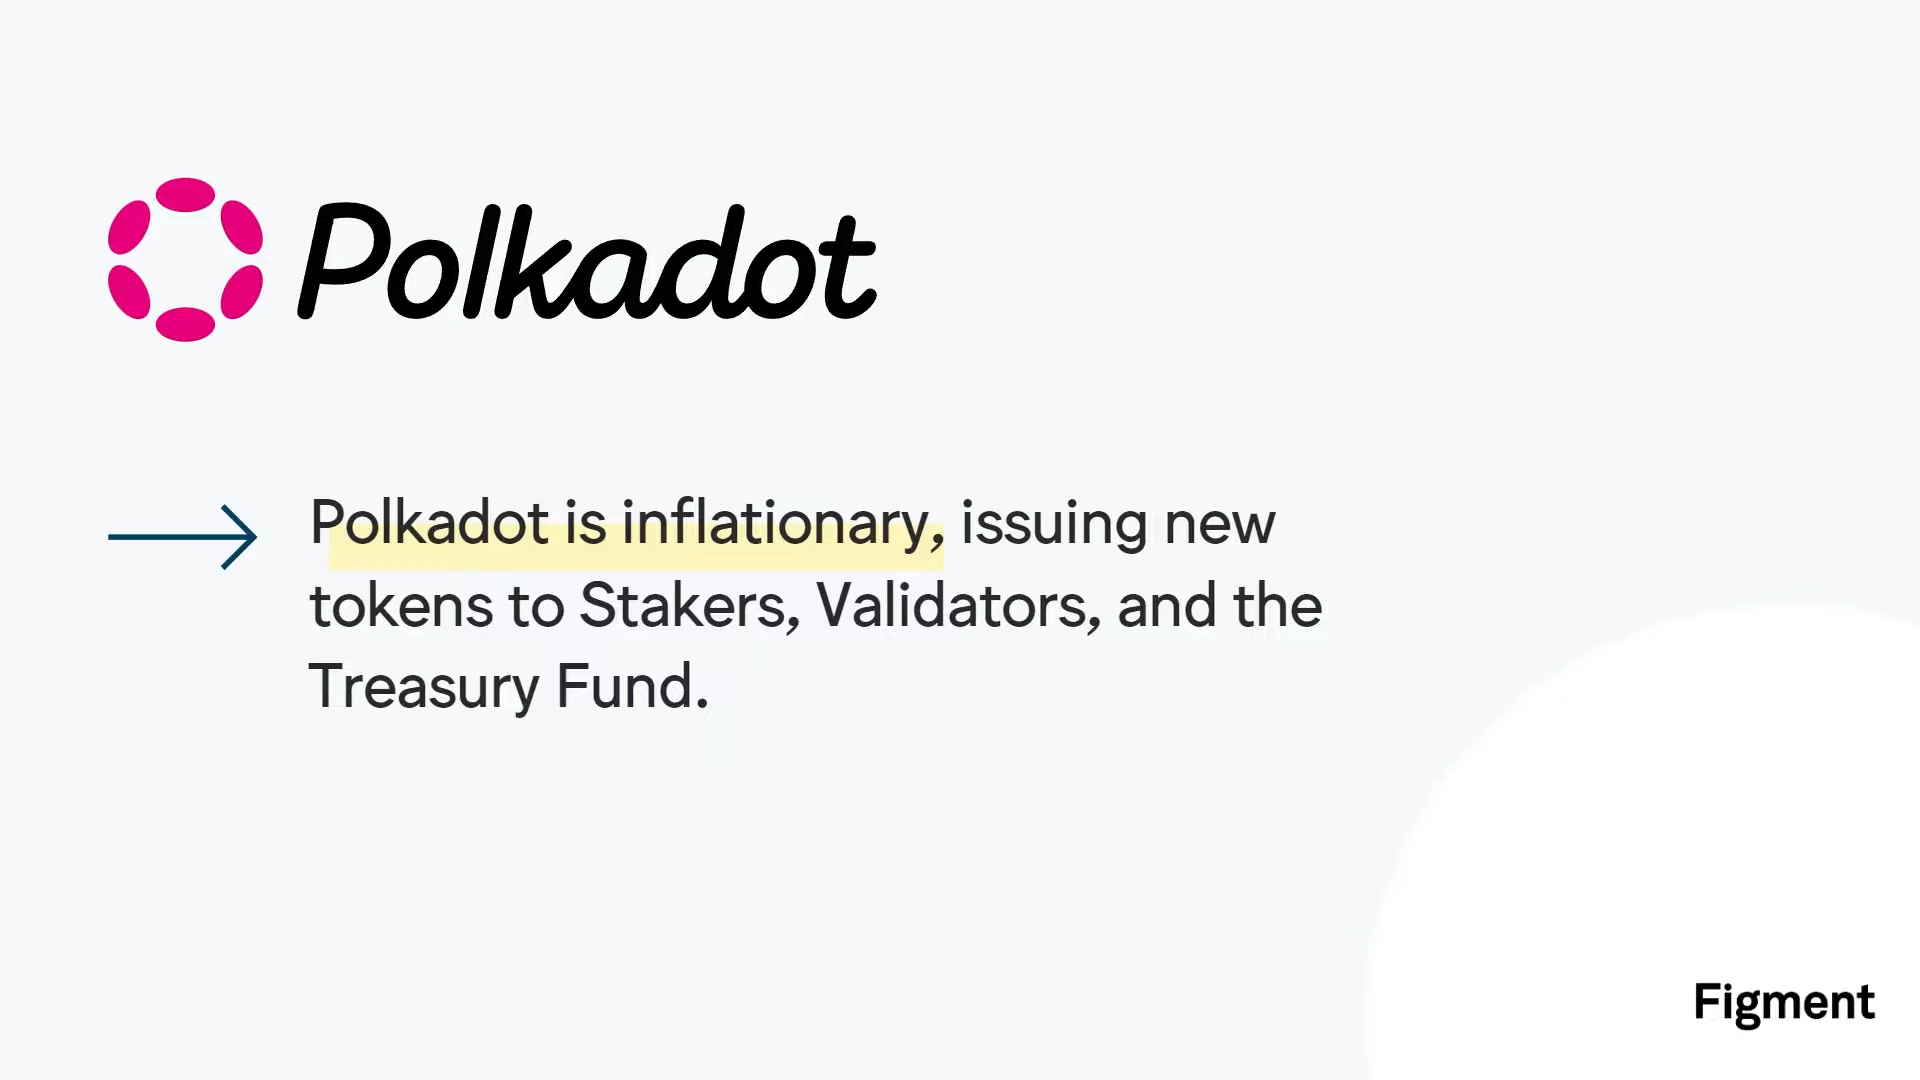 Polkadot
Polkadot is inflationary, issuing new
tokens to Stakers, Validators, and the
Treasury Fund.
Figment